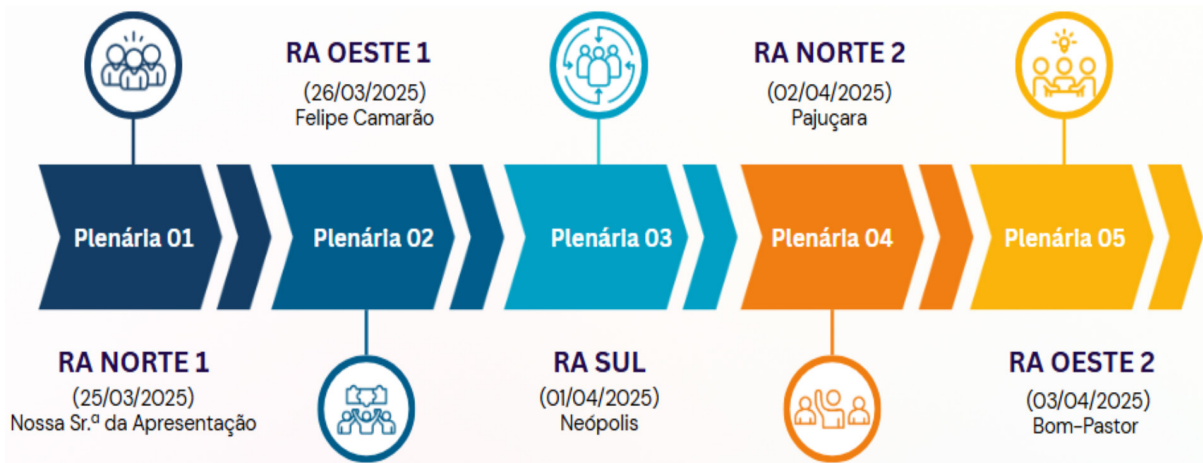 RA OESTE 1
(26/03/2025)
Felipe Camarão
RA NORTE 2
(02/04/2025)
Pajuçara
Plenária 01
Plenária 02
Plenária 03
Plenária 04
Plenária 05
RA NORTE 1
(25/03/2025)
Nossa Sr.ª da Apresentação
RA SUL
(01/04/2025)
Neópolis
RA OESTE 2
(03/04/2025)
Bom-Pastor